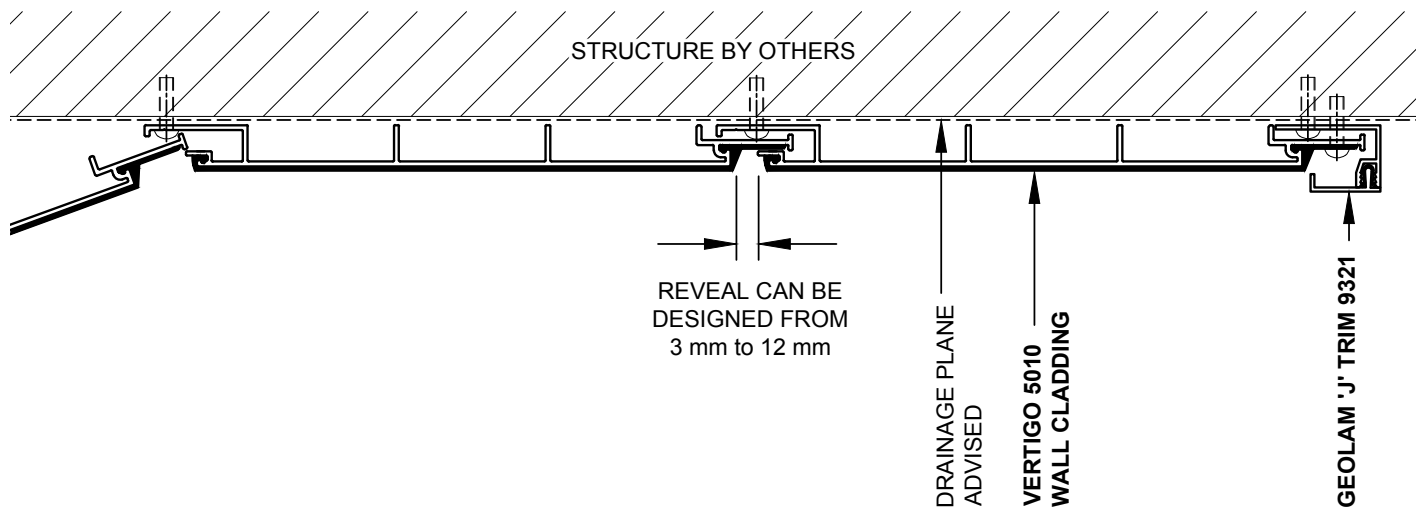 STRUCTURE BY OTHERS
REVEAL CAN BE
DESIGNED FROM
3 mm to 12 mm
DRAINAGE PLANE
ADVISED
VERTIGO 5010
WALL CLADDING
GEOLAM 'J' TRIM 9321